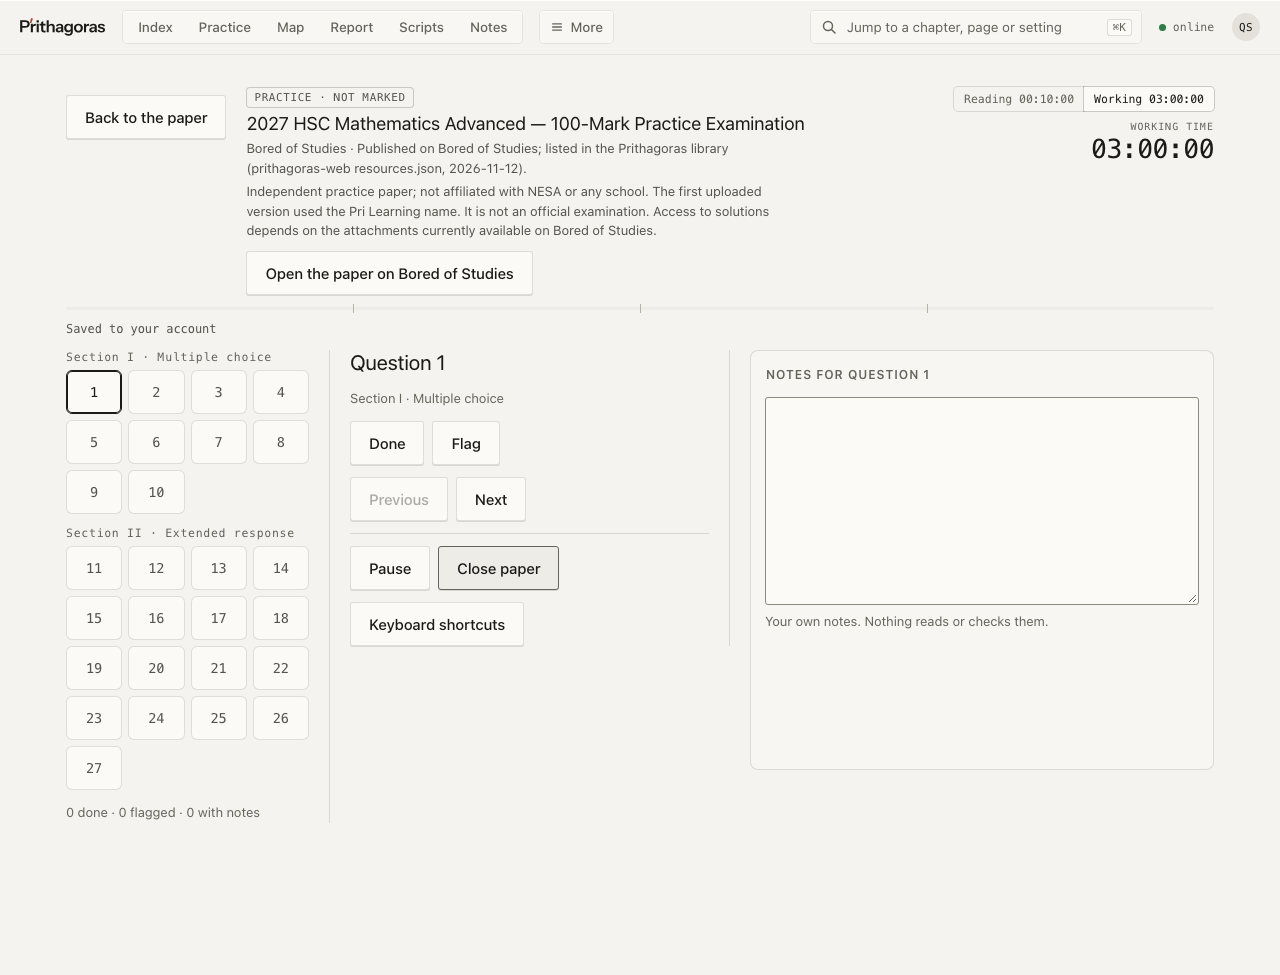 Prithagoras
Index
Practice
Map
Report
Scripts
Notes
More
Jump to a chapter, page or setting
⌘K
online
QS
Back to the paper
PRACTICE · NOT MARKED
2027 HSC Mathematics Advanced — 100-Mark Practice Examination
Bored of Studies · Published on Bored of Studies; listed in the Prithagoras library
(prithagoras-web resources.json, 2026-11-12).
Independent practice paper; not affiliated with NESA or any school. The first uploaded
version used the Pri Learning name. It is not an official examination. Access to solutions
depends on the attachments currently available on Bored of Studies.
Open the paper on Bored of Studies
Reading 00:10:00
Working 03:00:00
WORKING TIME
03:00:00
Saved to your account
Section I · Multiple choice
1 2 3 4
5 6 7 8
9 10
Section II · Extended response
11 12 13 14
15 16 17 18
19 20 21 22
23 24 25 26
27
0 done · 0 flagged · 0 with notes
Question 1
Section I · Multiple choice
Done
Flag
Previous
Next
Pause
Close paper
Keyboard shortcuts
NOTES FOR QUESTION 1
Your own notes. Nothing reads or checks them.